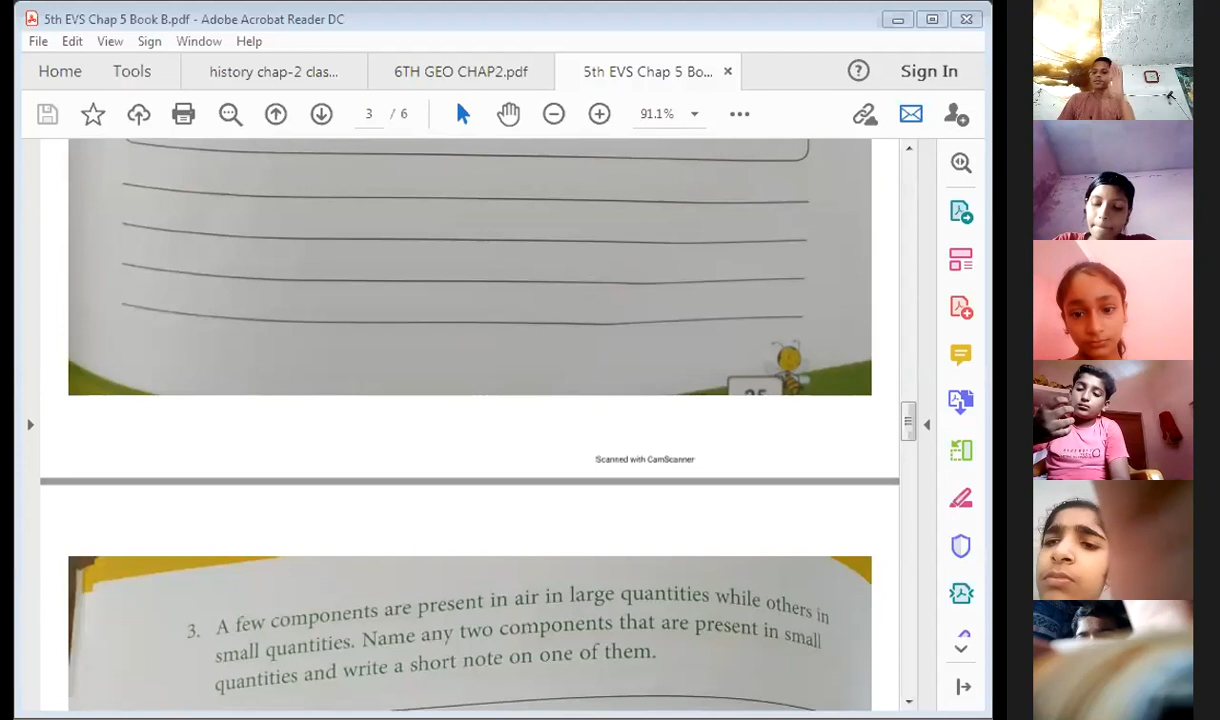 5th EVS Chap 5 Book B.pdf - Adobe Acrobat Reader DC
File Edit View Sign Window Help
Home Tools history chap-2 clas... 6TH GEO CHAP2.pdf 5th EVS Chap 5 Bo... × ? Sign In
3 / 6 91.1%
Scanned with CamScanner
3. A few components are present in air in large quantities while others in
small quantities. Name any two components that are present in small
quantities and write a short note on one of them.